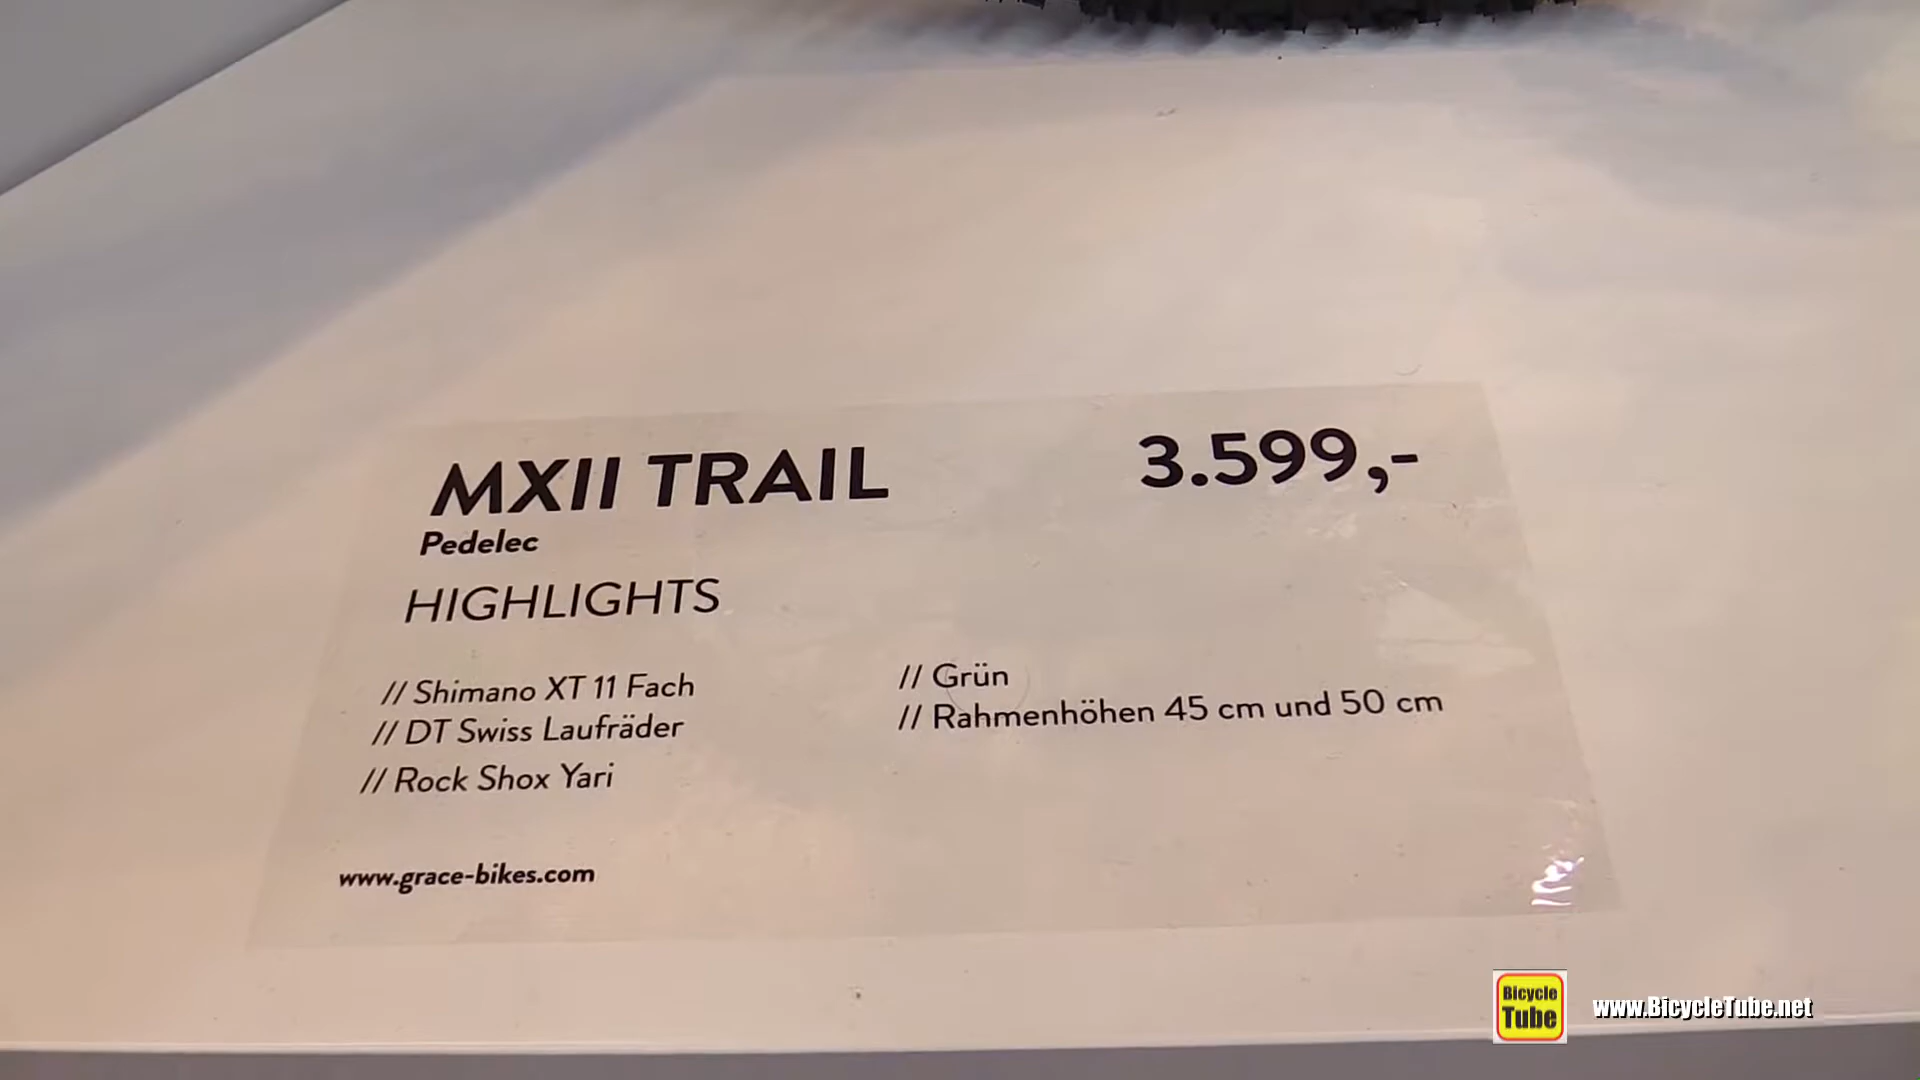 MXII TRAIL
3.599,-
Pedelec
HIGHLIGHTS
// Shimano XT 11 Fach
// DT Swiss Laufräder
// Rock Shox Yari
// Grün
// Rahmenhöhen 45 cm und 50 cm
www.grace-bikes.com
Bicycle
Tube
www.BicycleTube.net